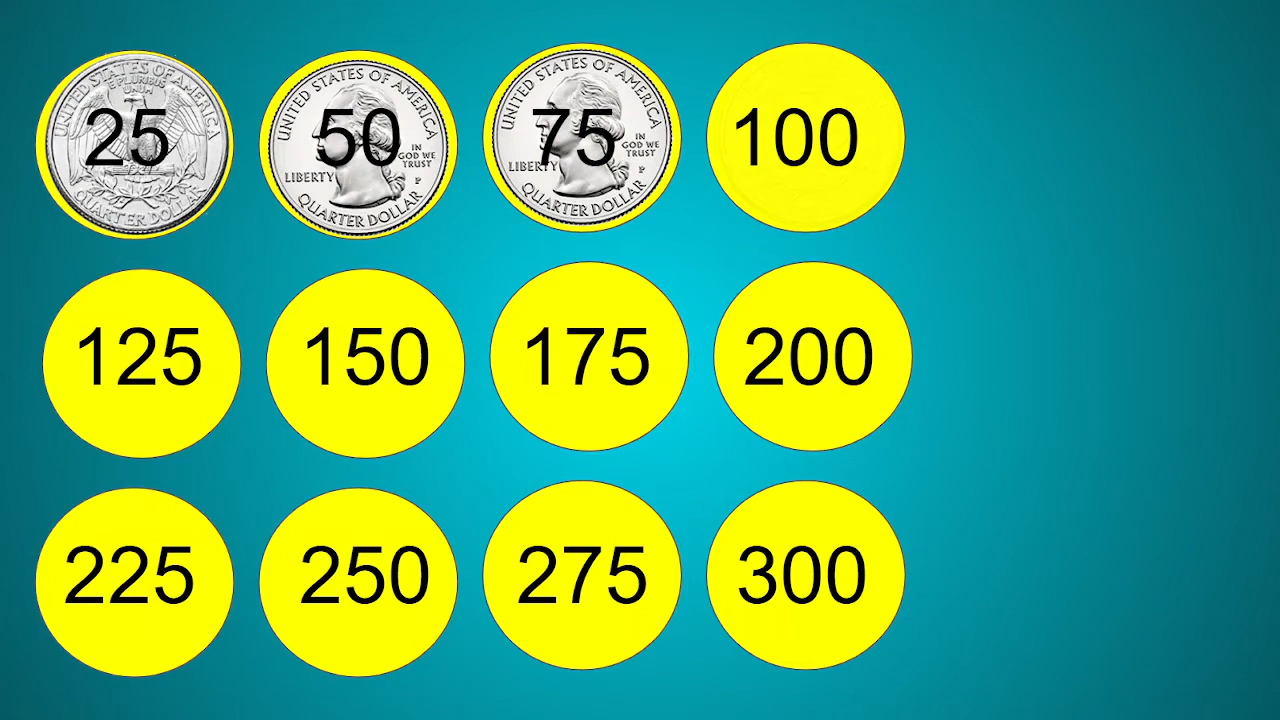 UNITED STATES OF AMERICA
E PLURIBUS
UNUM
25
QUARTER DOLLAR
UNITED STATES OF AMERICA
50
IN
GOD WE
TRUST
LIBERTY
P
QUARTER DOLLAR
UNITED STATES OF AMERICA
75
IN
GOD WE
TRUST
LIBERTY
P
QUARTER DOLLAR
100
125
150
175
200
225
250
275
300